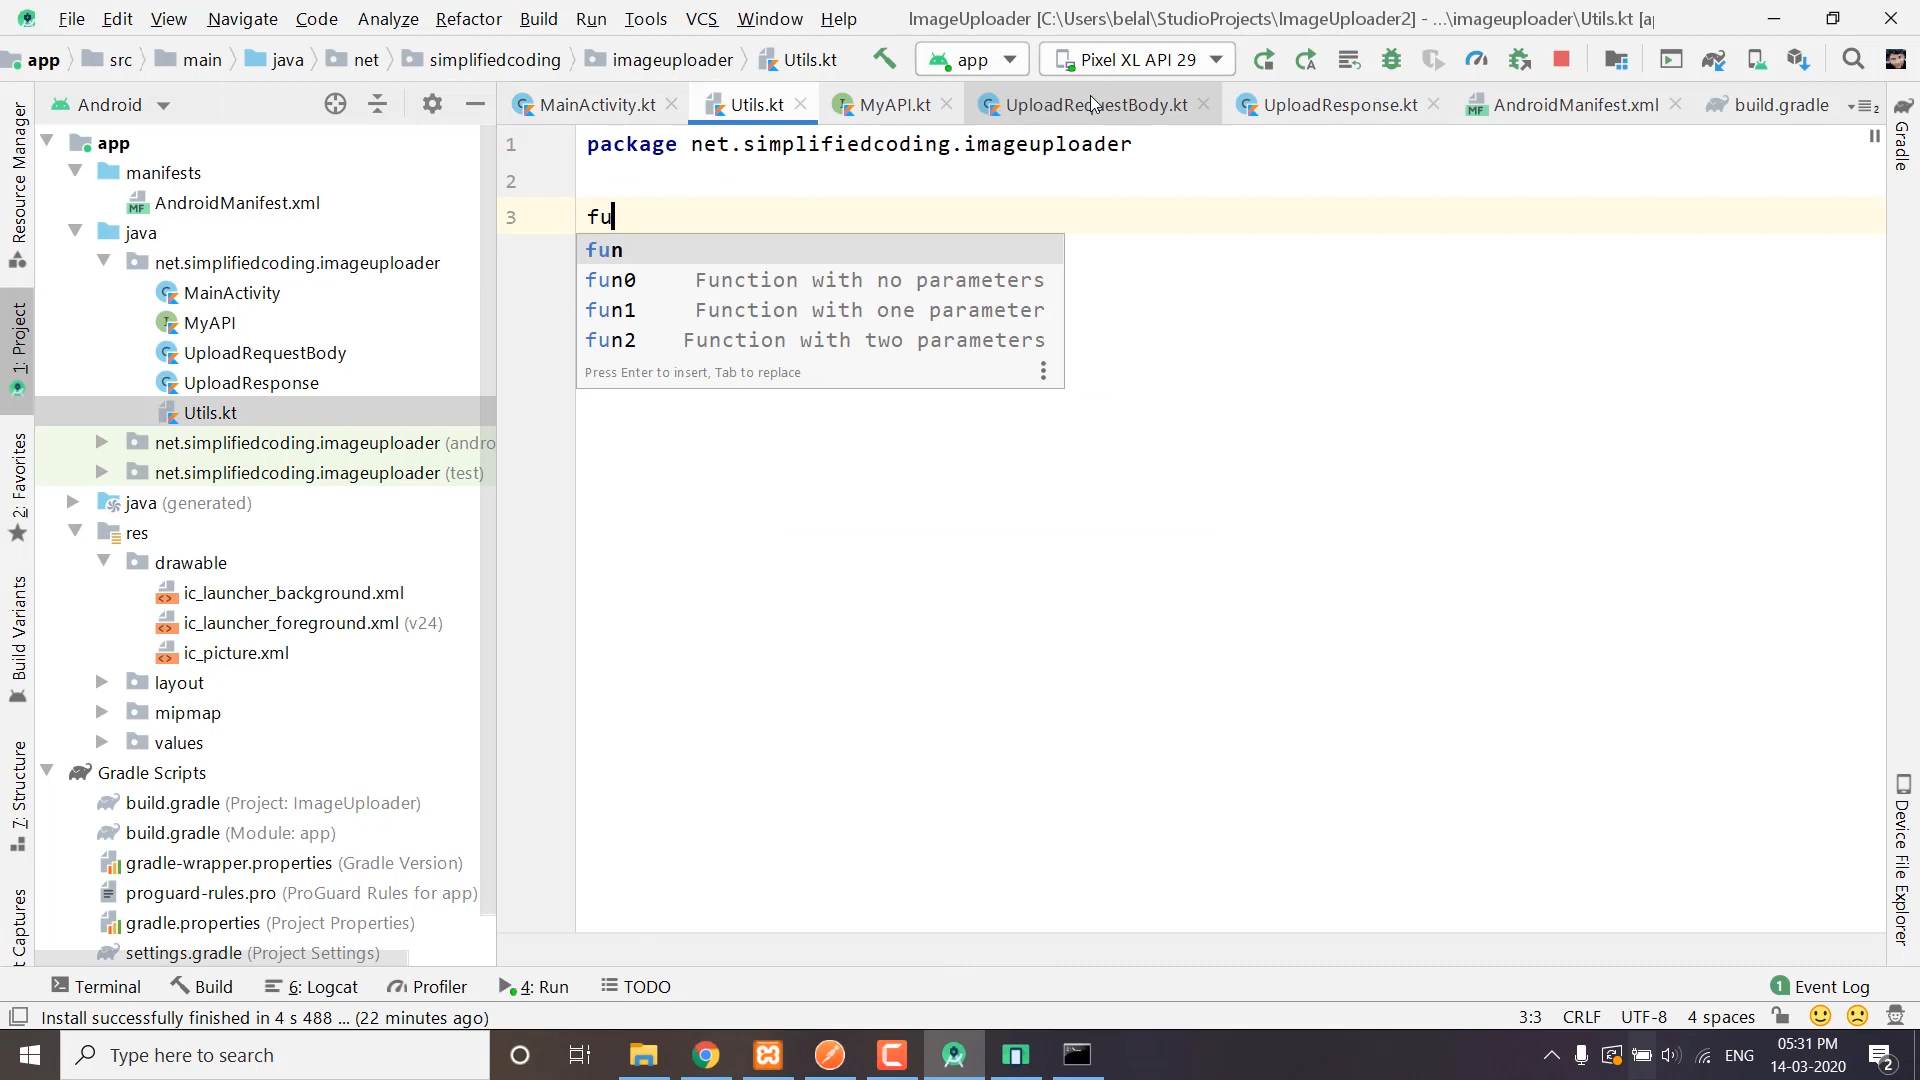 File Edit View Navigate Code Analyze Refactor Build Run Tools VCS Window Help ImageUploader [C:\Users\belal\StudioProjects\ImageUploader2] - ...\imageuploader\Utils.kt [a
app src main java net simplifiedcoding imageuploader Utils.kt app Pixel XL API 29
Android MainActivity.kt Utils.kt MyAPI.kt UploadRequestBody.kt UploadResponse.kt AndroidManifest.xml build.gradle 2
Resource Manager
1: Project
2: Favorites
Build Variants
7: Structure
t Captures
app
manifests
AndroidManifest.xml
java
net.simplifiedcoding.imageuploader
MainActivity
MyAPI
UploadRequestBody
UploadResponse
Utils.kt
net.simplifiedcoding.imageuploader (andro
net.simplifiedcoding.imageuploader (test)
java (generated)
res
drawable
ic_launcher_background.xml
ic_launcher_foreground.xml (v24)
ic_picture.xml
layout
mipmap
values
Gradle Scripts
build.gradle (Project: ImageUploader)
build.gradle (Module: app)
gradle-wrapper.properties (Gradle Version)
proguard-rules.pro (ProGuard Rules for app)
gradle.properties (Project Properties)
settings.gradle (Project Settings)
1 package net.simplifiedcoding.imageuploader
2
3 fu
fun
fun0 Function with no parameters
fun1 Function with one parameter
fun2 Function with two parameters
Press Enter to insert, Tab to replace
Gradle
Device File Explorer
Terminal Build 6: Logcat Profiler 4: Run TODO 1 Event Log
Install successfully finished in 4 s 488 ... (22 minutes ago) 3:3 CRLF UTF-8 4 spaces
Type here to search ENG 05:31 PM
14-03-2020 2